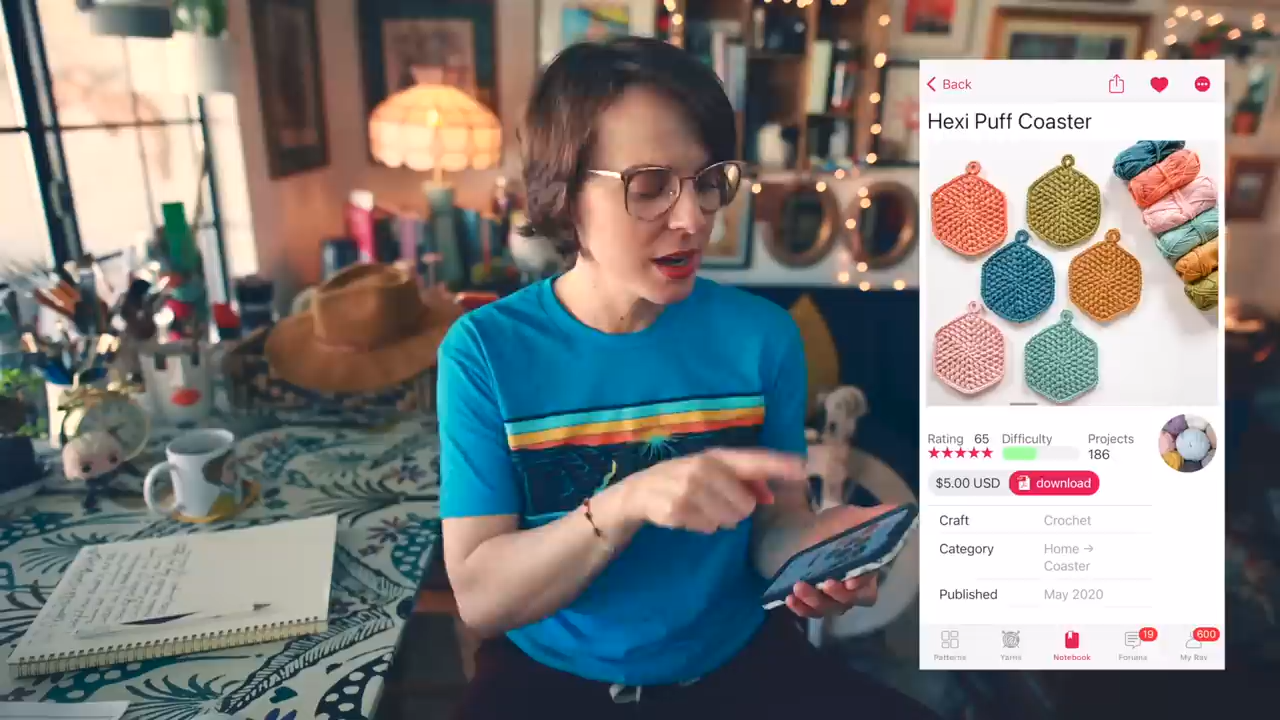 Back
Hexi Puff Coaster
Rating 65 Difficulty Projects
186
$5.00 USD download
Craft Crochet
Category Home →
Coaster
Published May 2020
19 600
Patterns Yarns Notebook Forums My Rav